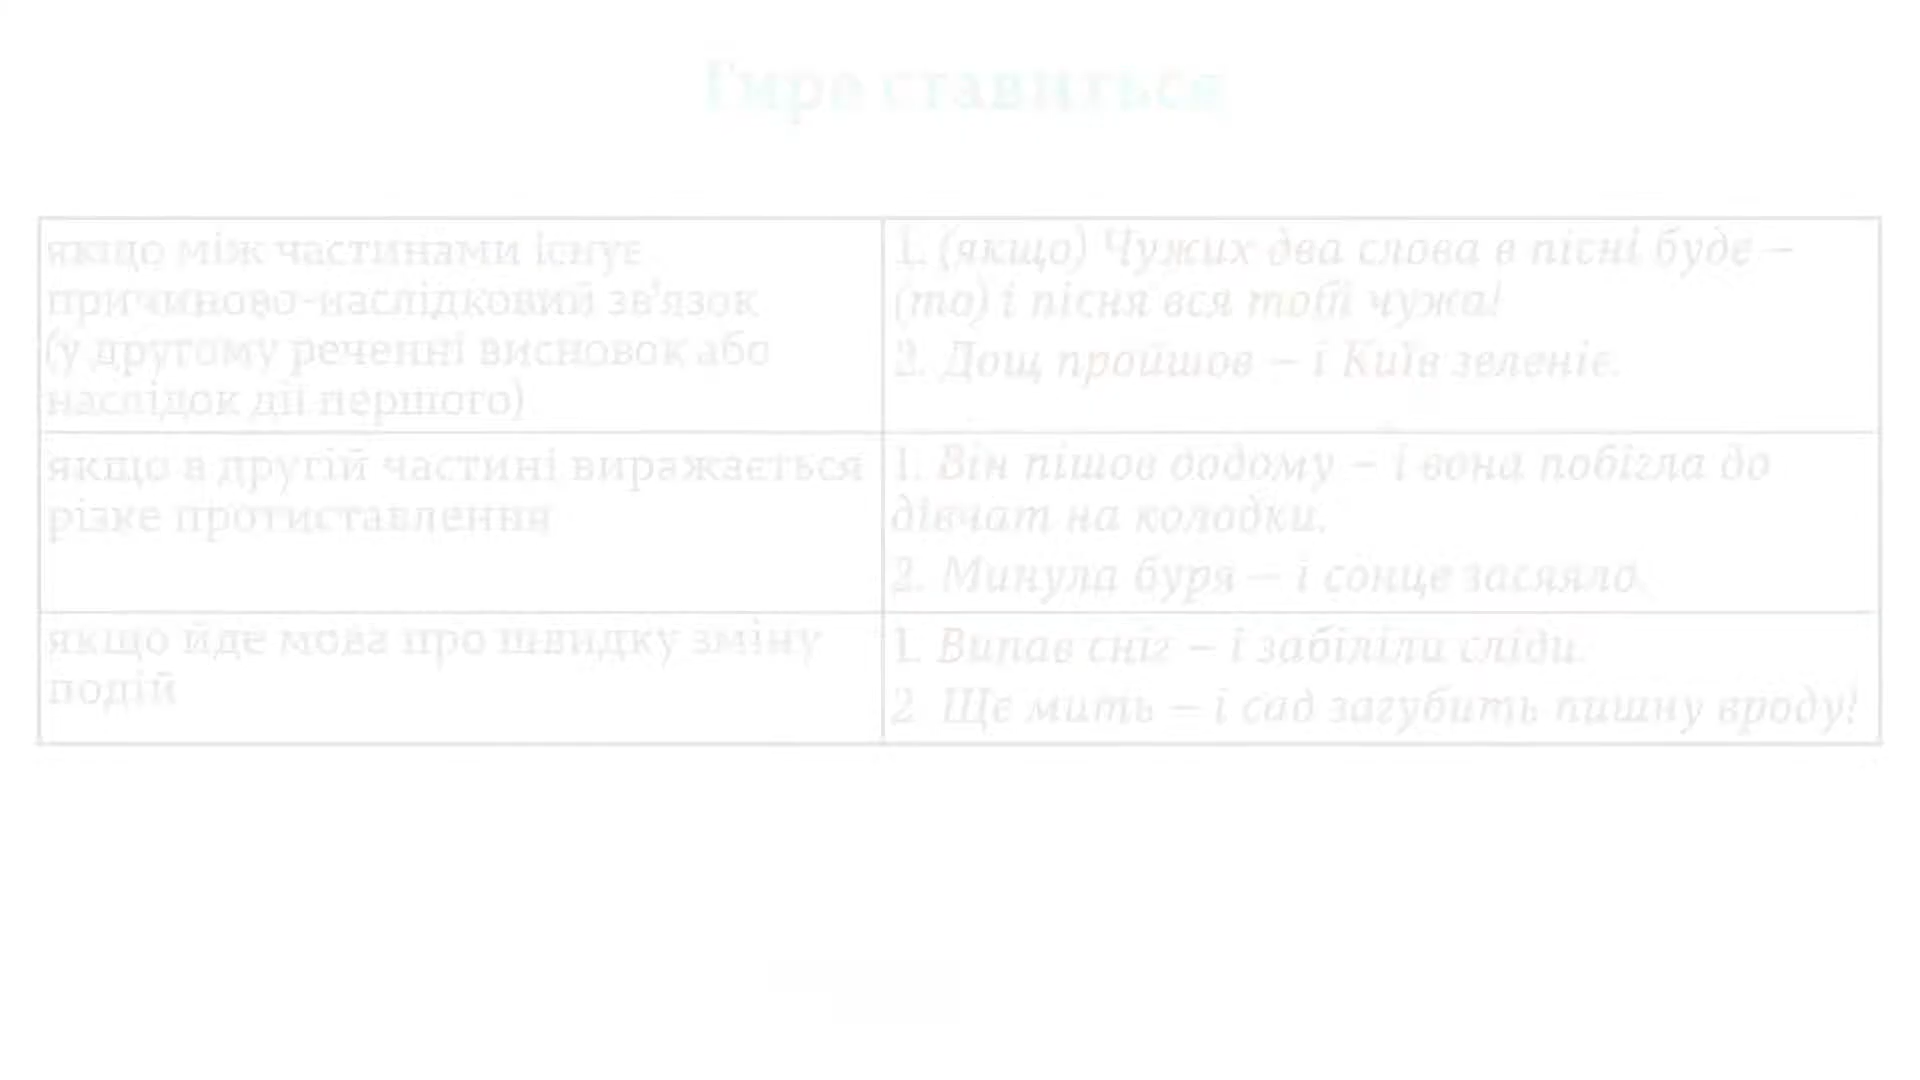 Тире ставиться
якщо між частинами існує
причиново-наслідковий зв'язок
(у другому реченні висновок або
наслідок дії першого)
1. (якщо) Чужих два слова в пісні буде –
(то) і пісня вся тобі чужа!
2. Дощ пройшов – і Київ зеленіє.
якщо в другій частині виражається
різке протиставлення
1. Він пішов додому – і вона побігла до
дівчат на колодки.
2. Минула буря – і сонце засяяло.
якщо йде мова про швидку зміну
подій
1. Випав сніг – і забіліли сліди.
2. Ще мить – і сад загубить пишну вроду!